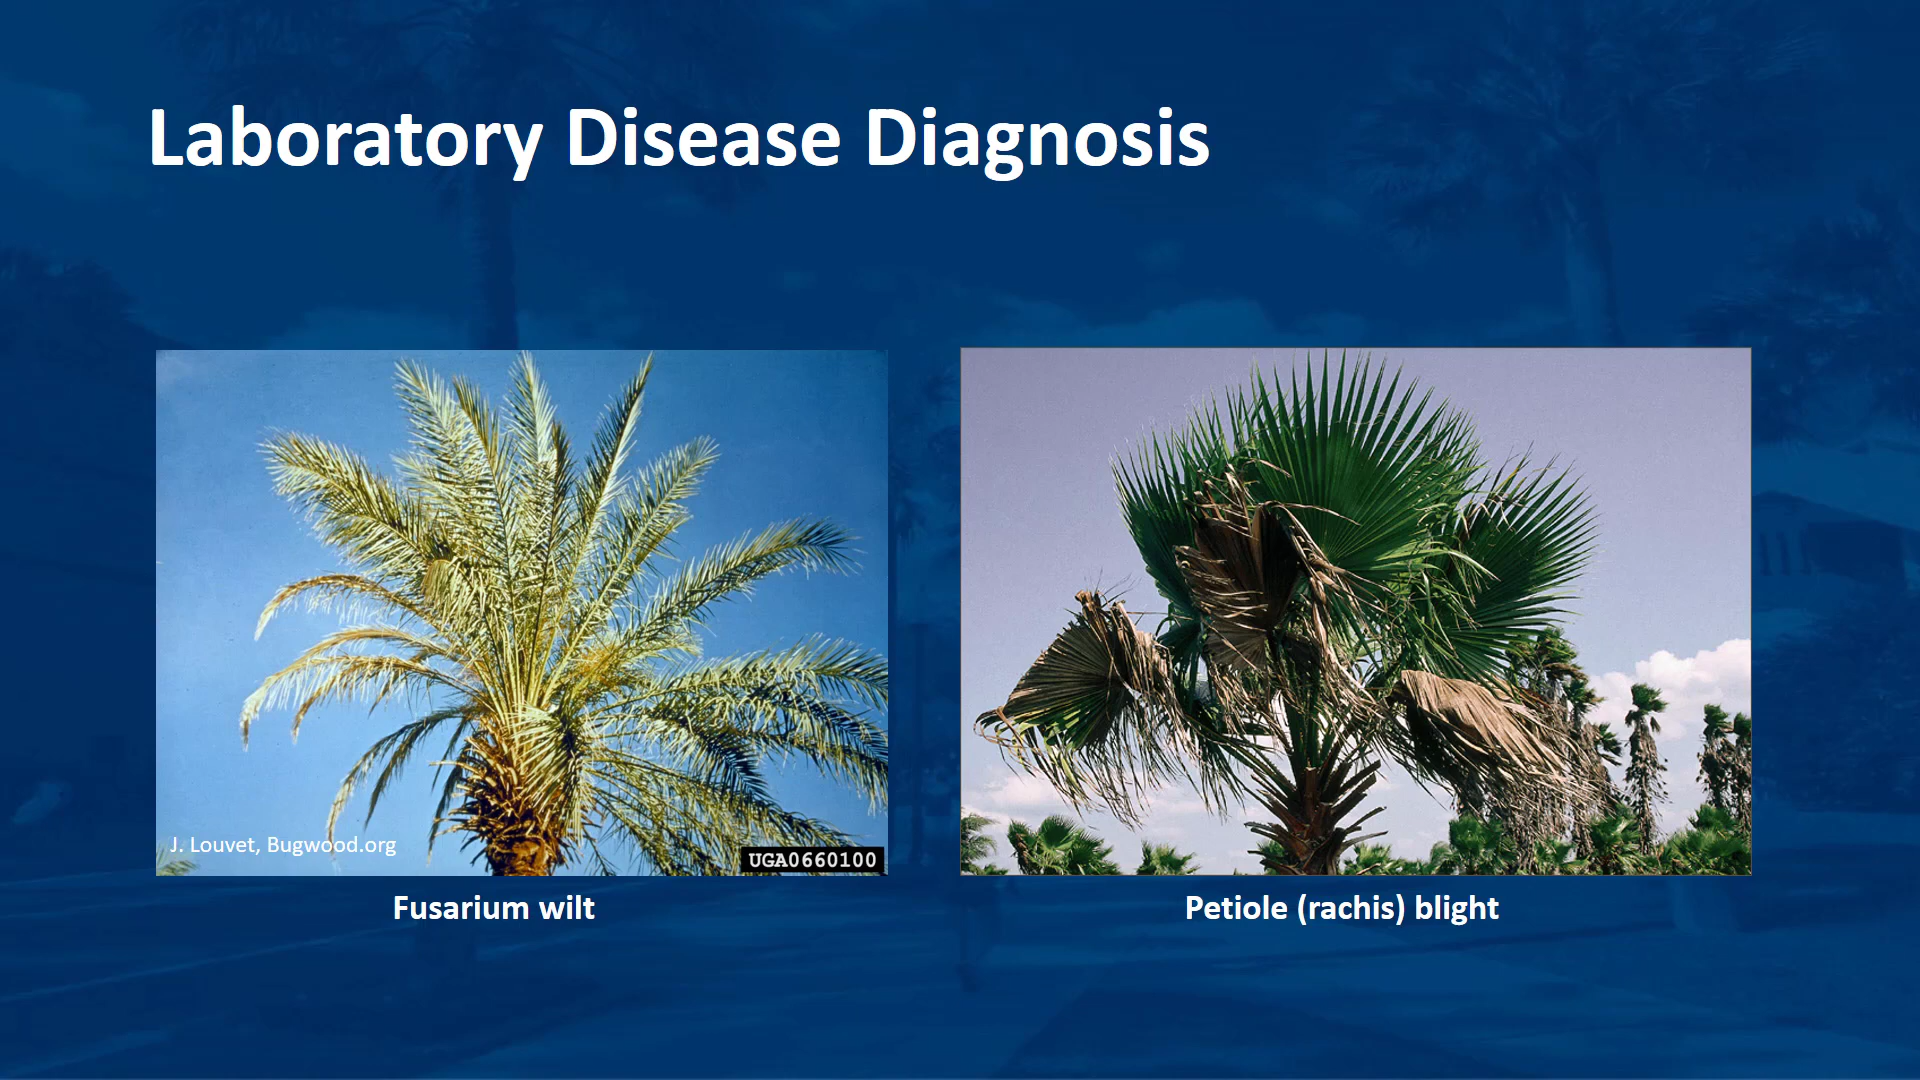 Laboratory Disease Diagnosis
J. Louvet, Bugwood.org
UGA0660100
Fusarium wilt
Petiole (rachis) blight